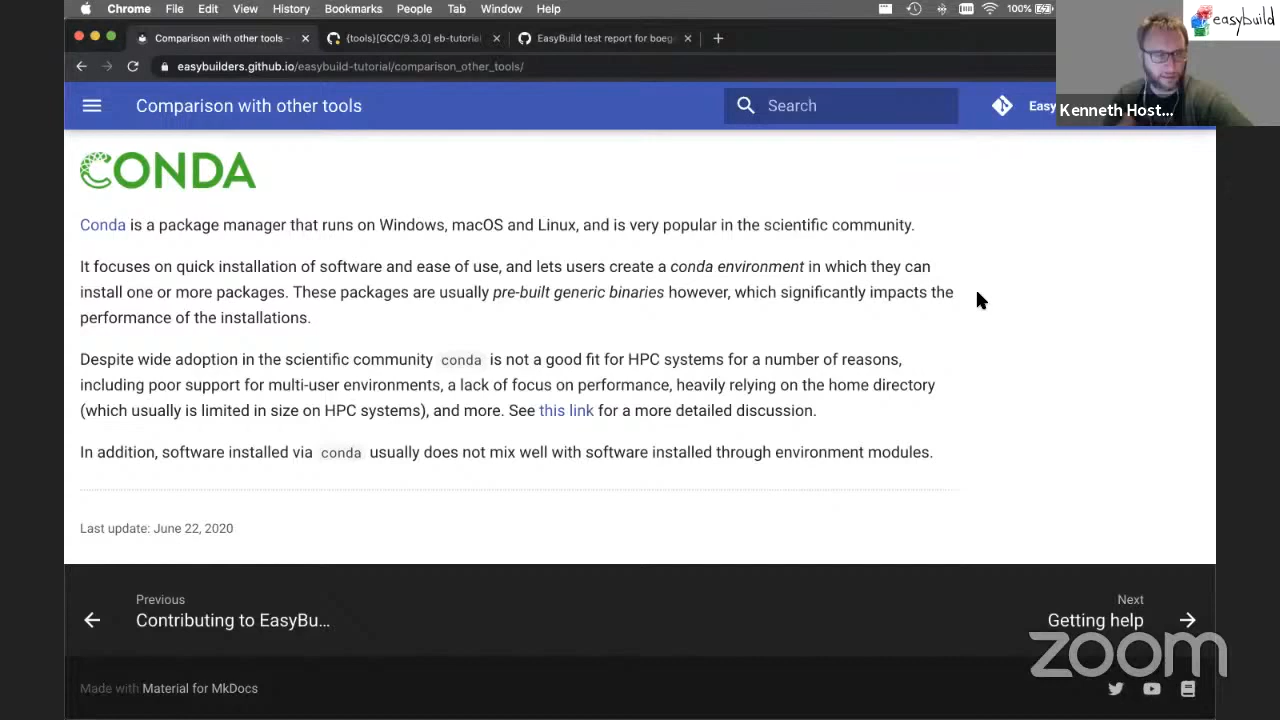 Chrome File Edit View History Bookmarks People Tab Window Help 100%
Comparison with other tools - {tools}[GCC/9.3.0] eb-tutorial EasyBuild test report for boeg
easybuilders.github.io/easybuild-tutorial/comparison_other_tools/
easybuild
Comparison with other tools Search Easy
Kenneth Host...
CONDA
Conda is a package manager that runs on Windows, macOS and Linux, and is very popular in the scientific community.
It focuses on quick installation of software and ease of use, and lets users create a conda environment in which they can
install one or more packages. These packages are usually pre-built generic binaries however, which significantly impacts the
performance of the installations.
Despite wide adoption in the scientific community conda is not a good fit for HPC systems for a number of reasons,
including poor support for multi-user environments, a lack of focus on performance, heavily relying on the home directory
(which usually is limited in size on HPC systems), and more. See this link for a more detailed discussion.
In addition, software installed via conda usually does not mix well with software installed through environment modules.
Last update: June 22, 2020
Previous Next
Contributing to EasyBu... Getting help
zoom
Made with Material for MkDocs